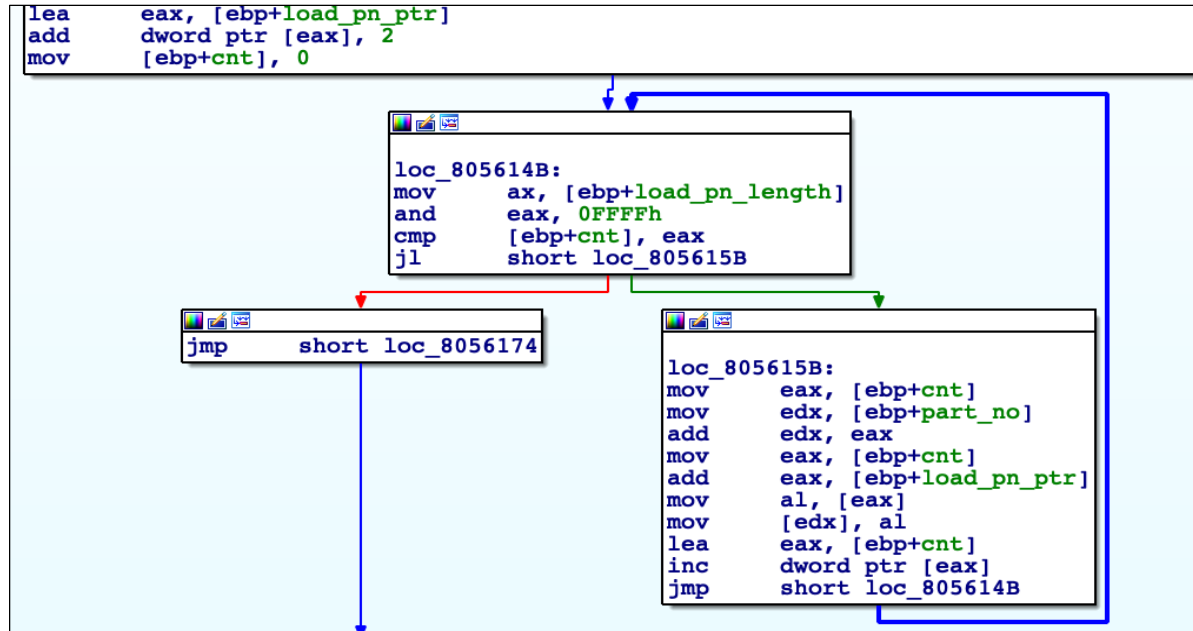 lea eax, [ebp+load_pn_ptr]
add dword ptr [eax], 2
mov [ebp+cnt], 0
loc_805614B:
mov ax, [ebp+load_pn_length]
and eax, 0FFFFh
cmp [ebp+cnt], eax
jl short loc_805615B
jmp short loc_8056174
loc_805615B:
mov eax, [ebp+cnt]
mov edx, [ebp+part_no]
add edx, eax
mov eax, [ebp+cnt]
add eax, [ebp+load_pn_ptr]
mov al, [eax]
mov [edx], al
lea eax, [ebp+cnt]
inc dword ptr [eax]
jmp short loc_805614B